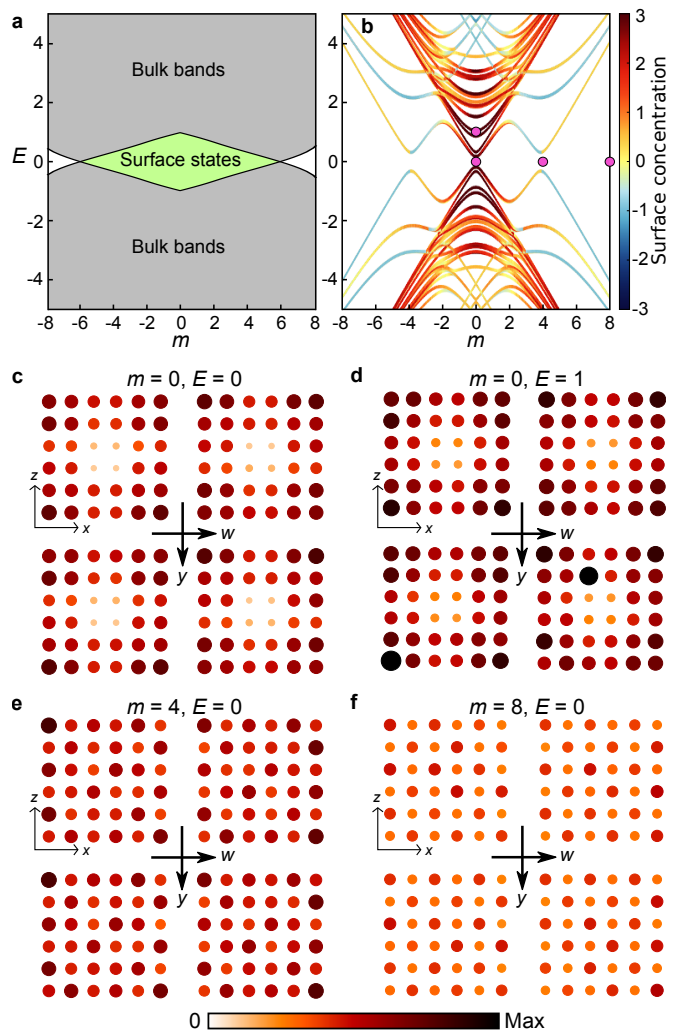 a
4
2
E 0
-2
-4
Bulk bands
Surface states
Bulk bands
-8 -6 -4 -2 0 2 4 6 8
m
b
4
2
0
-2
-4
-8 -6 -4 -2 0 2 4 6 8
m
3
2
1
0
-1
-2
-3
Surface concentration
c m = 0, E = 0
z
x
w
y
d m = 0, E = 1
z
x
w
y
e m = 4, E = 0
z
x
w
y
f m = 8, E = 0
z
x
w
y
0 Max